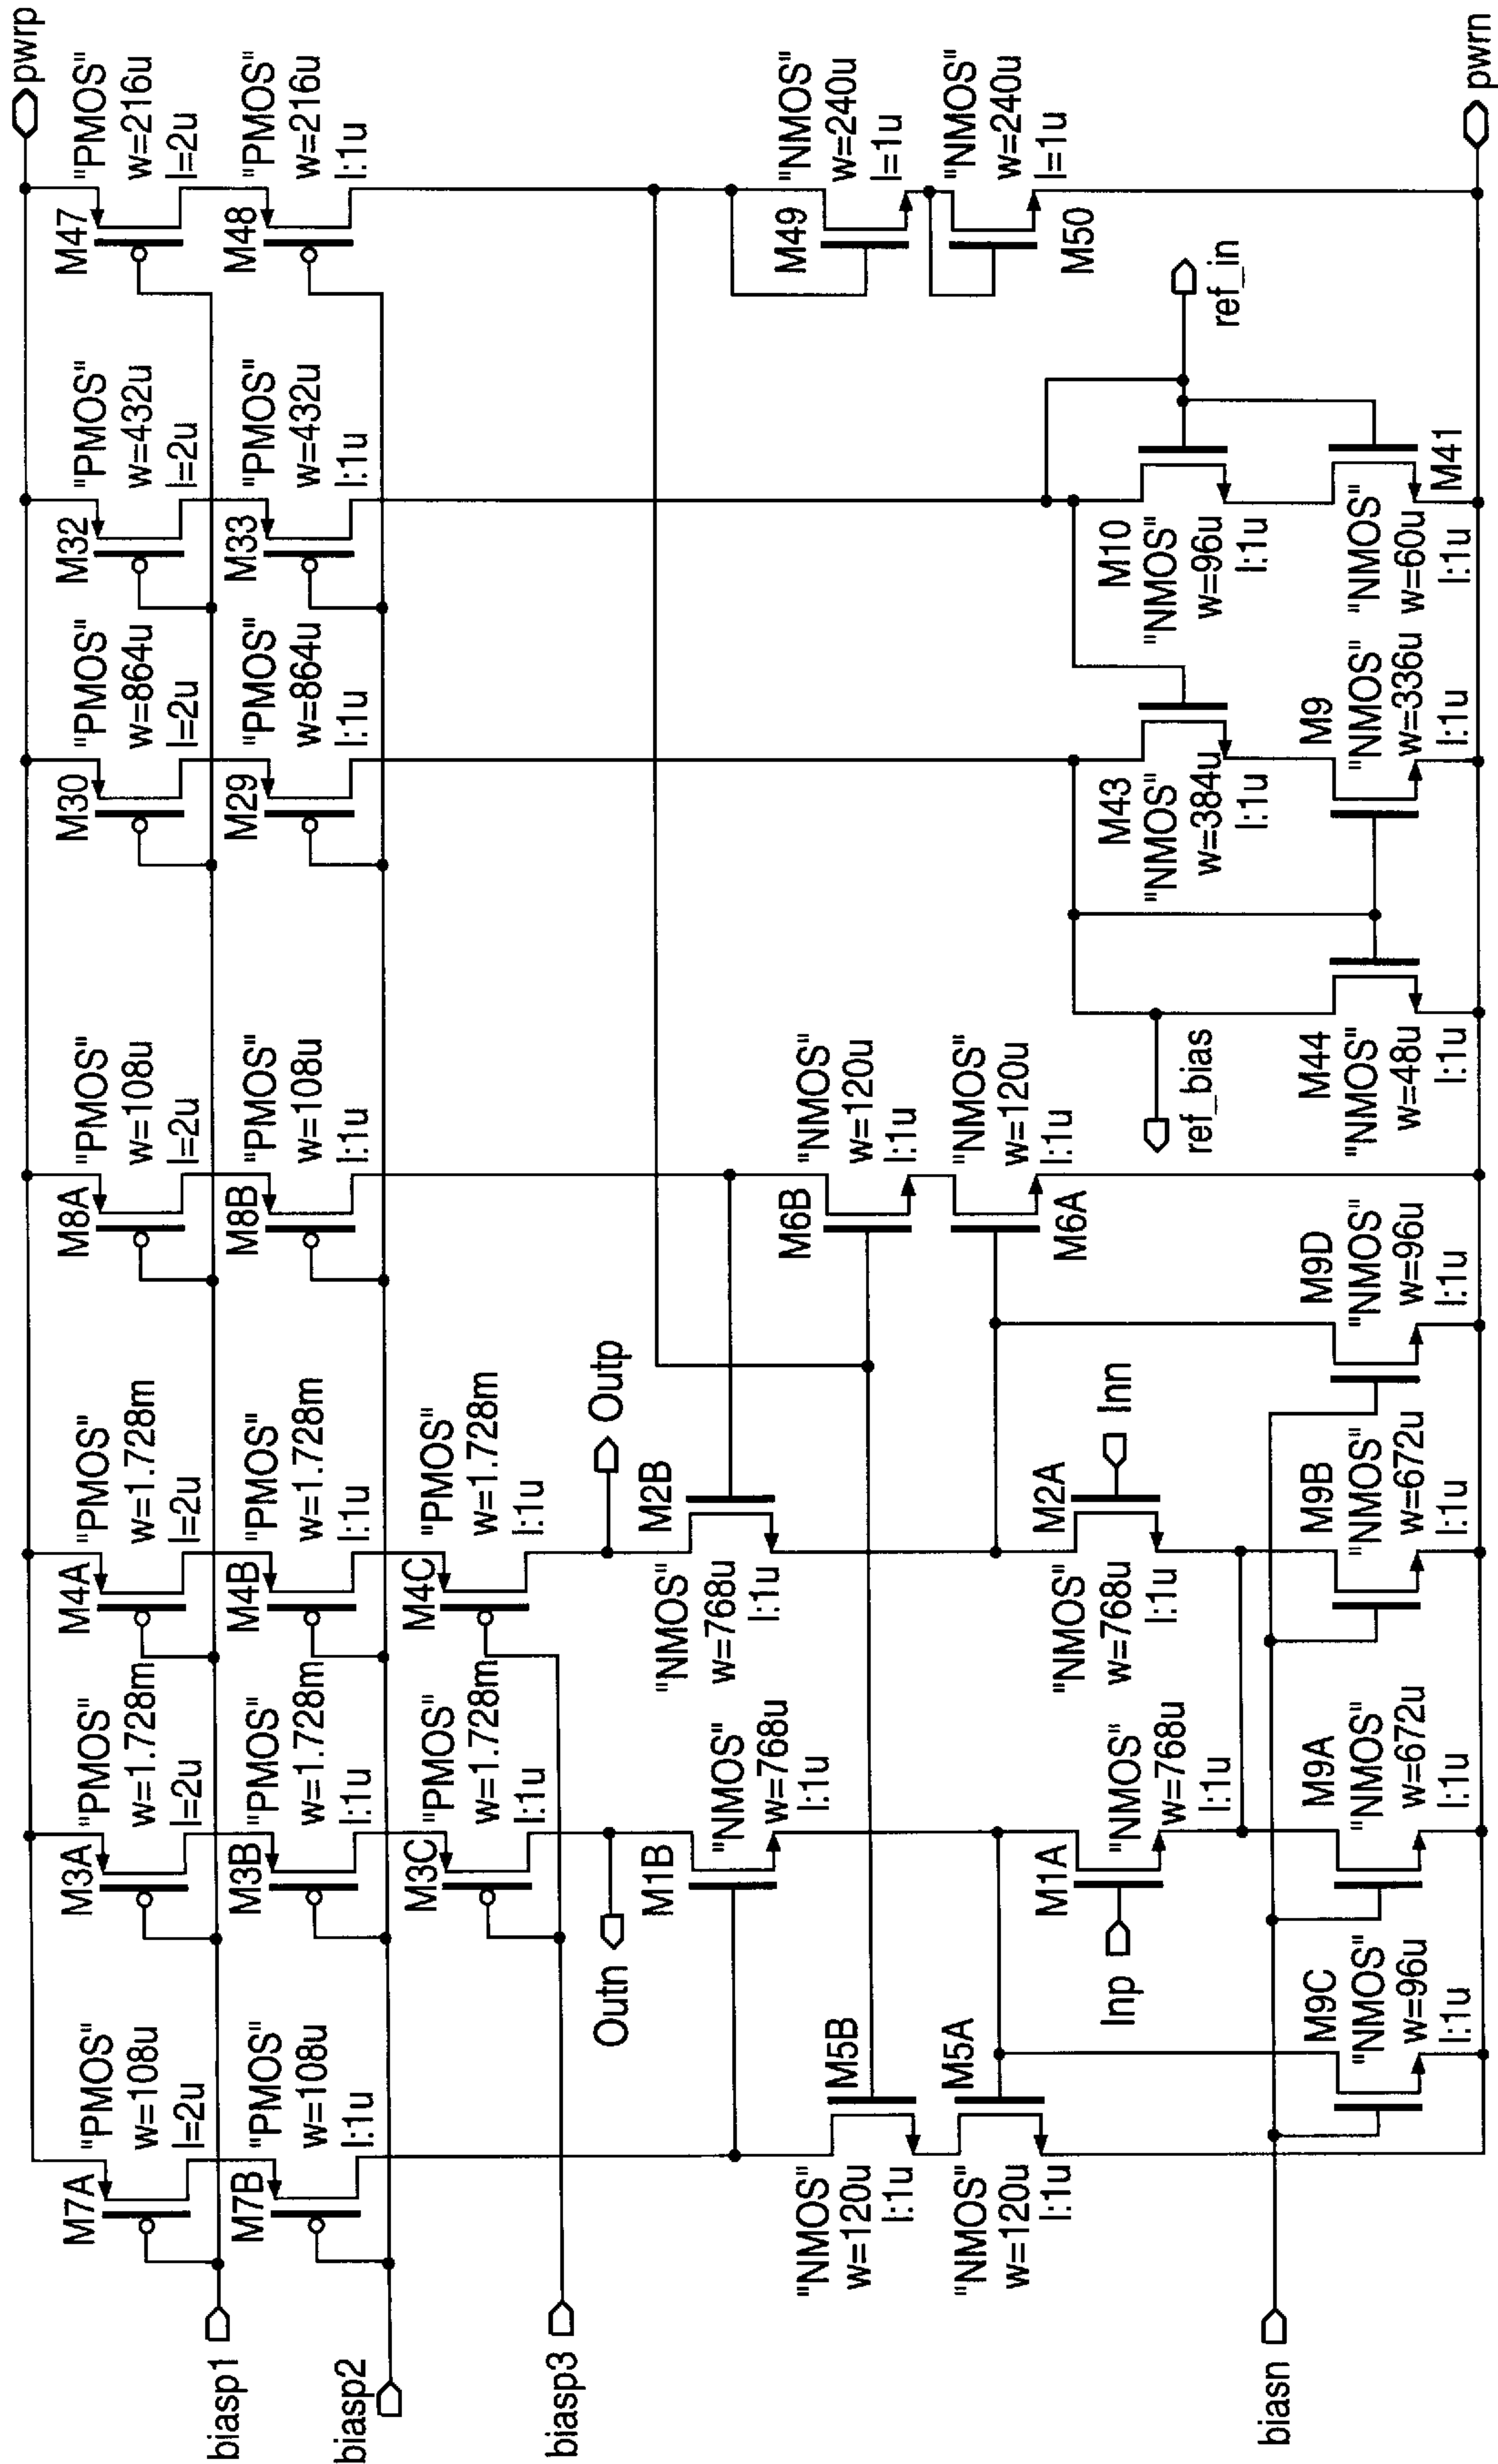 biasp1
biasp2
biasp3
biasn
M7A
"PMOS"
w=108u
l=2u
M7B
"PMOS"
w=108u
l:1u
M5B
"NMOS"
w=120u
l:1u
M5A
"NMOS"
w=120u
l:1u
M9C
"NMOS"
w=96u
l:1u
M3A
"PMOS"
w=1.728m
l=2u
M3B
"PMOS"
w=1.728m
l:1u
M3C
"PMOS"
w=1.728m
l:1u
Outn
M1B
"NMOS"
w=768u
l:1u
Inp
M1A
"NMOS"
w=768u
l:1u
M9A
"NMOS"
w=672u
l:1u
M4A
"PMOS"
w=1.728m
l=2u
M4B
"PMOS"
w=1.728m
l:1u
M4C
"PMOS"
w=1.728m
l:1u
Outp
M2B
"NMOS"
w=768u
l:1u
Inn
M2A
"NMOS"
w=768u
l:1u
M9B
"NMOS"
w=672u
l:1u
M8A
"PMOS"
w=108u
l=2u
M8B
"PMOS"
w=108u
l:1u
M6B
"NMOS"
w=120u
l:1u
M6A
"NMOS"
w=120u
l:1u
M9D
"NMOS"
w=96u
l:1u
ref_bias
M44
"NMOS"
w=48u
l:1u
M30
"PMOS"
w=864u
l=2u
M29
"PMOS"
w=864u
l:1u
M43
"NMOS"
w=384u
l:1u
M9
"NMOS"
w=336u
l:1u
M32
"PMOS"
w=432u
l=2u
M33
"PMOS"
w=432u
l:1u
M10
"NMOS"
w=96u
l:1u
M41
"NMOS"
w=60u
l:1u
ref_in
M47
"PMOS"
w=216u
l=2u
M48
"PMOS"
w=216u
l:1u
M49
"NMOS"
w=240u
l=1u
M50
"NMOS"
w=240u
l=1u
pwrp
pwrn